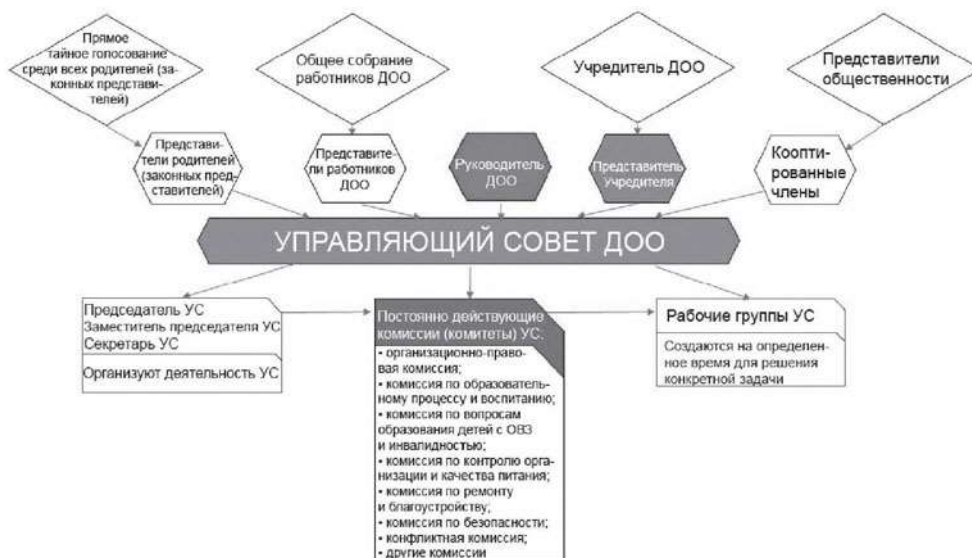 Прямое
тайное голосование
среди всех родителей (за-
конных представи-
телей)
Общее собрание
работников ДОО
Учредитель ДОО
Представители
общественности
Представи-
тели родителей
(законных пред-
ставителей)
Представите-
ли работников
ДОО
Руководитель
ДОО
Представитель
Учредителя
Коопти-
рованные
члены
УПРАВЛЯЮЩИЙ СОВЕТ ДОО
Председатель УС
Заместитель председателя УС
Секретарь УС
Организуют деятельность УС
Постоянно действующие
комиссии (комитеты) УС:
• организационно-право-
вая комиссия;
• комиссия по образователь-
ному процессу и воспитанию;
• комиссия по вопросам
образования детей с ОВЗ
и инвалидностью;
• комиссия по контролю орга-
низации и качества питания;
• комиссия по ремонту
и благоустройству;
• комиссия по безопасности;
• конфликтная комиссия;
• другие комиссии
Рабочие группы УС
Создаются на определен-
ное время для решения
конкретной задачи